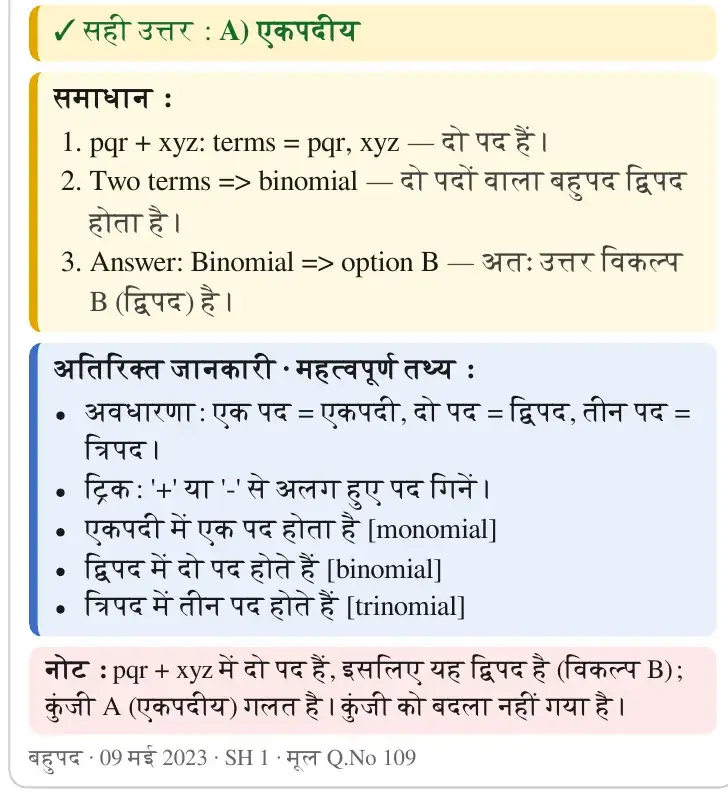 ✓ सही उत्तर : A) एकपदीय
समाधान :
1. pqr + xyz: terms = pqr, xyz — दो पद हैं।
2. Two terms => binomial — दो पदों वाला बहुपद द्विपद
होता है।
3. Answer: Binomial => option B — अतः उत्तर विकल्प
B (द्विपद) है।
अतिरिक्त जानकारी · महत्वपूर्ण तथ्य :
• अवधारणा : एक पद = एकपदी, दो पद = द्विपद, तीन पद =
त्रिपद।
• ट्रिक : '+' या '-' से अलग हुए पद गिनें।
• एकपदी में एक पद होता है [monomial]
• द्विपद में दो पद होते हैं [binomial]
• त्रिपद में तीन पद होते हैं [trinomial]
नोट : pqr + xyz में दो पद हैं, इसलिए यह द्विपद है (विकल्प B);
कुंजी A (एकपदीय) गलत है। कुंजी को बदला नहीं गया है।
बहुपद · 09 मई 2023 · SH 1 · मूल Q.No 109